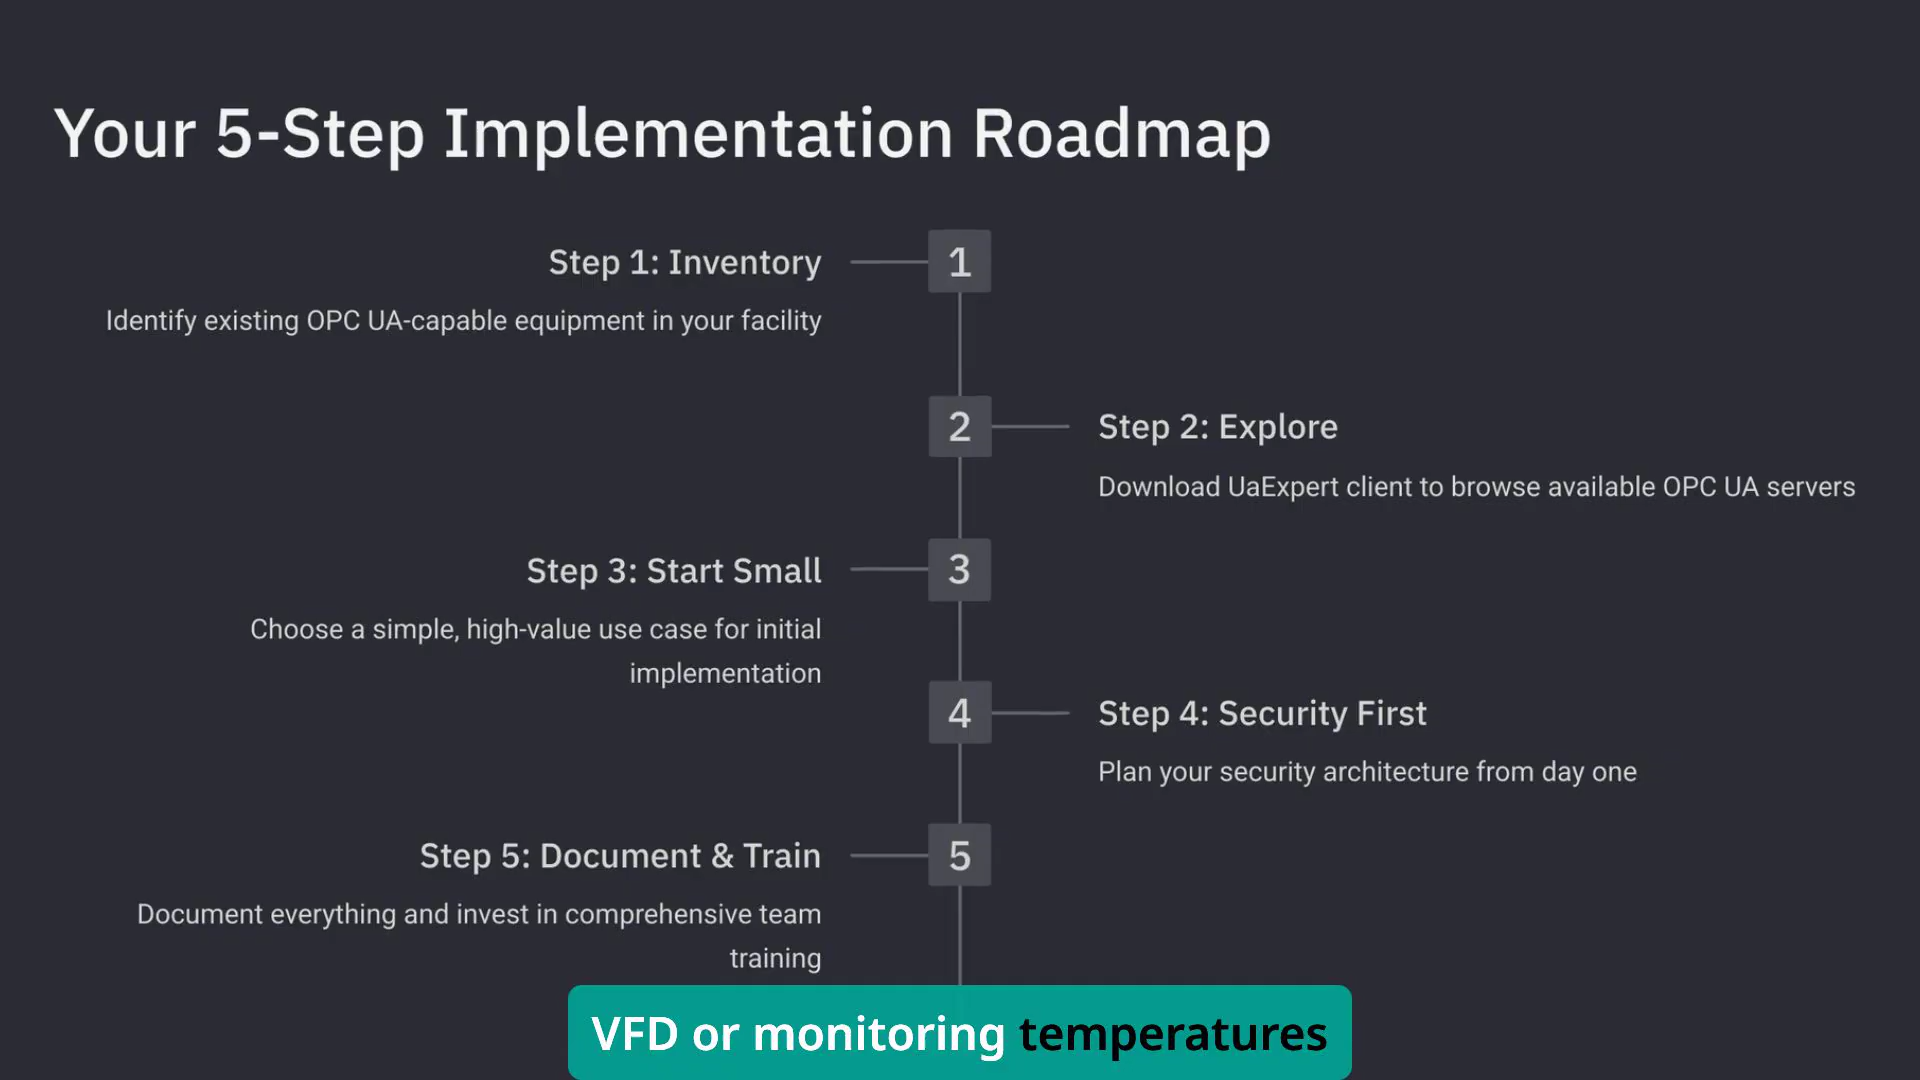 Your 5-Step Implementation Roadmap
Step 1: Inventory
1
Identify existing OPC UA-capable equipment in your facility
2
Step 2: Explore
Download UaExpert client to browse available OPC UA servers
Step 3: Start Small
3
Choose a simple, high-value use case for initial
implementation
4
Step 4: Security First
Plan your security architecture from day one
Step 5: Document & Train
5
Document everything and invest in comprehensive team
training
VFD or monitoring temperatures